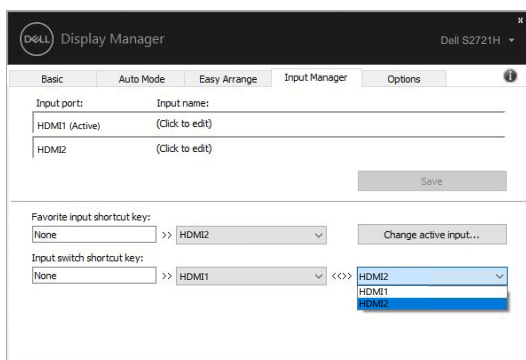 x
DELL Display Manager Dell S2721H
Basic Auto Mode Easy Arrange Input Manager Options i
Input port: Input name:
HDMI1 (Active) (Click to edit)
HDMI2 (Click to edit)
Save
Favorite input shortcut key:
None >> HDMI2 Change active input...
Input switch shortcut key:
None >> HDMI1 <<>> HDMI2
HDMI1
HDMI2